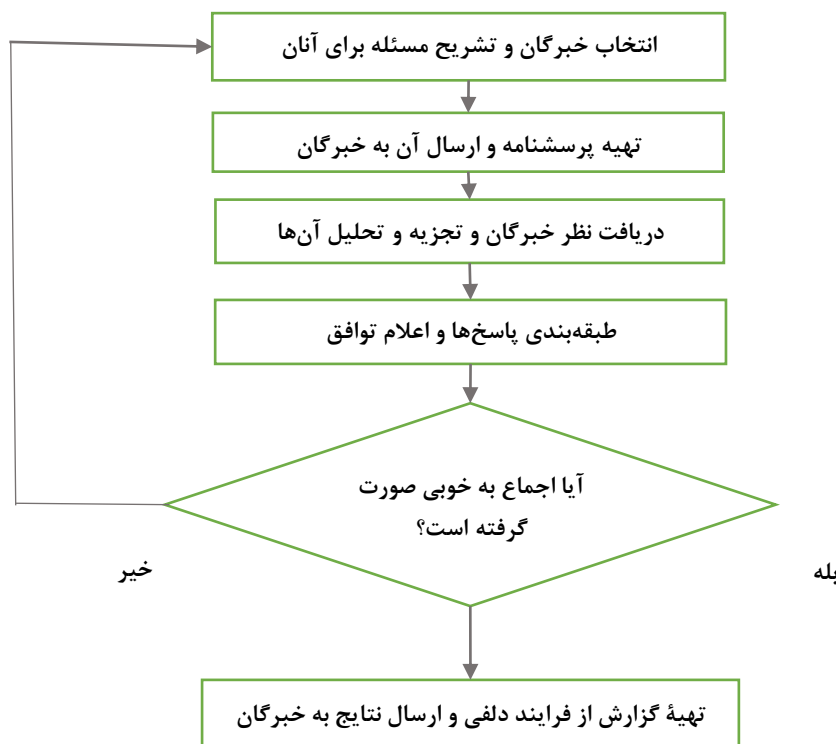 انتخاب خبرگان و تشریح مسئله برای آنان
تهیه پرسشنامه و ارسال آن به خبرگان
دریافت نظر خبرگان و تجزیه و تحلیل آن‌ها
طبقه‌بندی پاسخ‌ها و اعلام توافق
آیا اجماع به خوبی صورت
گرفته است؟
خیر
بله
تهیهٔ گزارش از فرایند دلفی و ارسال نتایج به خبرگان